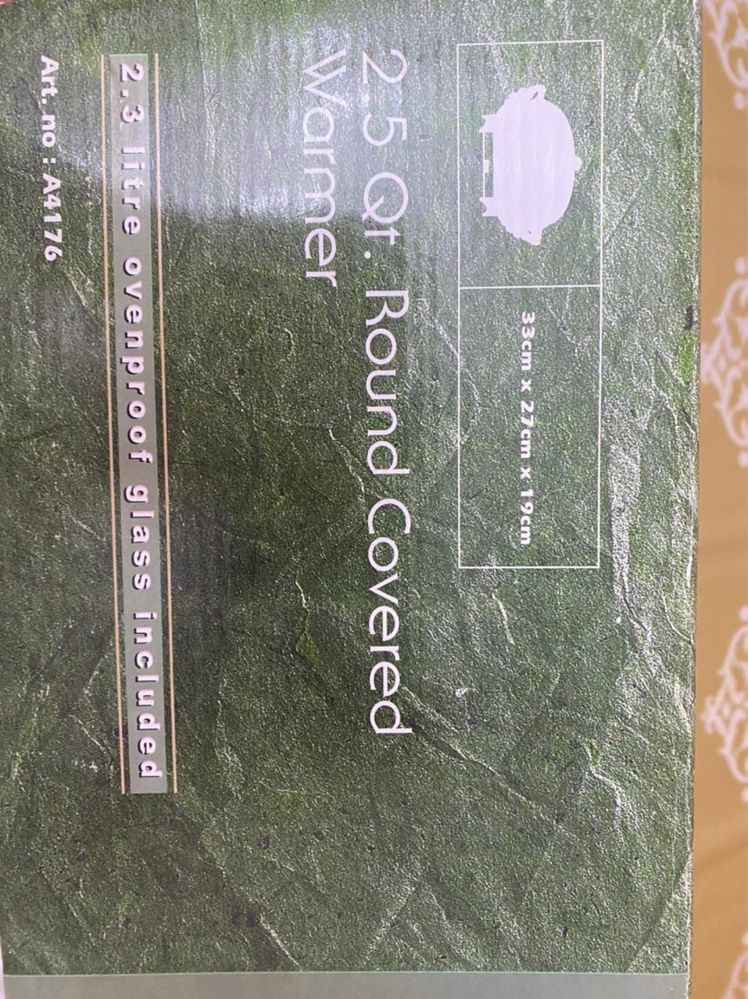 33cm x 27cm x 19cm
2.5 Qt. Round Covered
Warmer
2.3 litre ovenproof glass included
Art. no : A4176